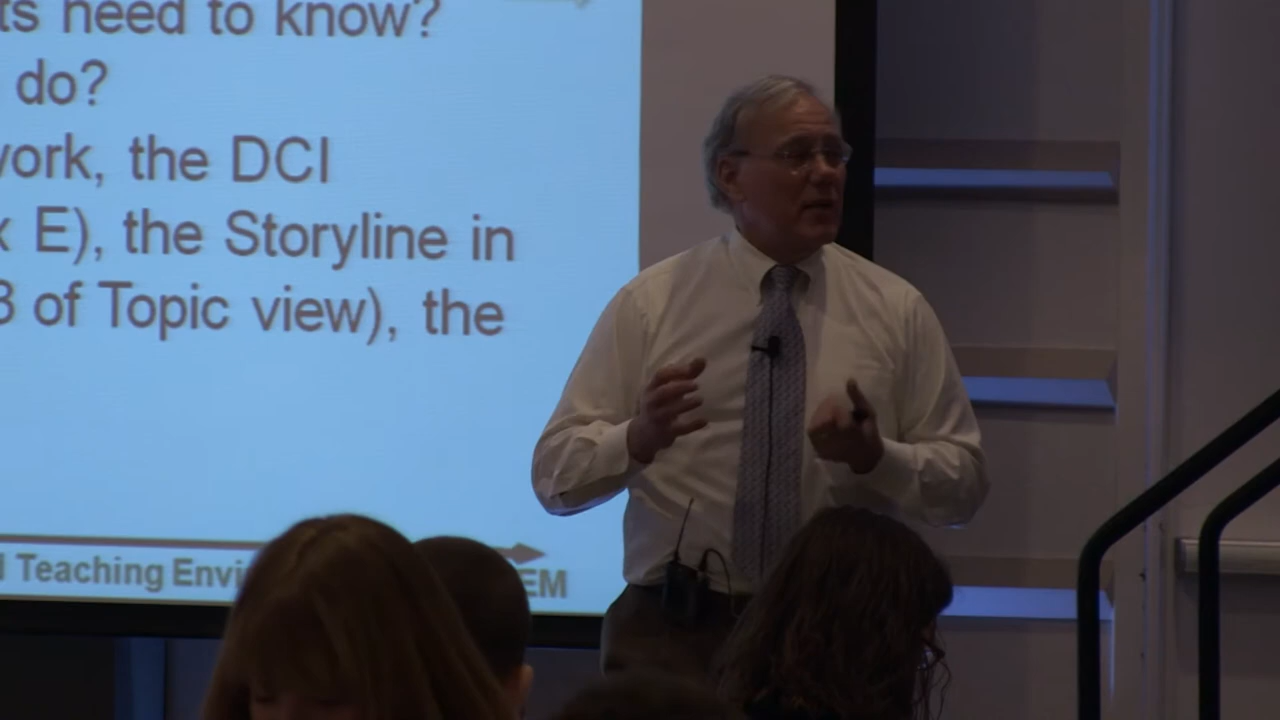 ts need to know?
do?
work, the DCI
x E), the Storyline in
3 of Topic view), the
Teaching Envi
EM